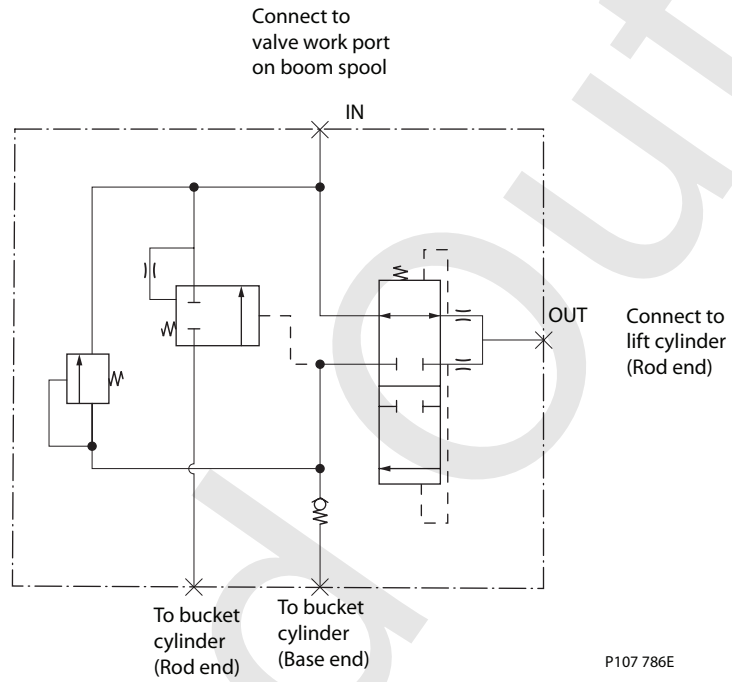 Connect to
valve work port
on boom spool
IN
OUT
Connect to
lift cylinder
(Rod end)
To bucket
cylinder
(Rod end)
To bucket
cylinder
(Base end)
P107 786E
d Out